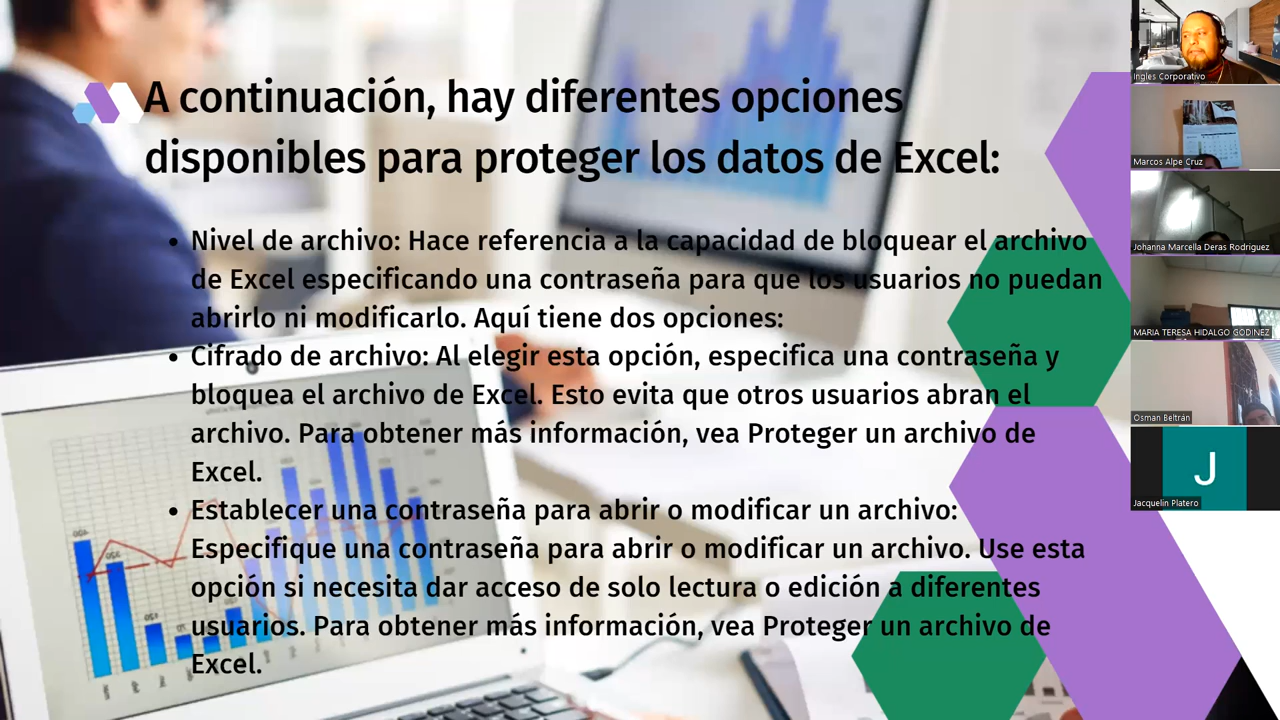 A continuación, hay diferentes opciones
disponibles para proteger los datos de Excel:
Nivel de archivo: Hace referencia a la capacidad de bloquear el archivo
de Excel especificando una contraseña para que los usuarios no puedan
abrirlo ni modificarlo. Aquí tiene dos opciones:
Cifrado de archivo: Al elegir esta opción, especifica una contraseña y
bloquea el archivo de Excel. Esto evita que otros usuarios abran el
archivo. Para obtener más información, vea Proteger un archivo de
Excel.
Establecer una contraseña para abrir o modificar un archivo:
Especifique una contraseña para abrir o modificar un archivo. Use esta
opción si necesita dar acceso de solo lectura o edición a diferentes
usuarios. Para obtener más información, vea Proteger un archivo de
Excel.
Ingles Corporativo
Marcos Alpe Cruz
Johanna Marcella Deras Rodriguez
MARIA TERESA HIDALGO GODINEZ
Osman Beltrán
J
Jacquelin Platero